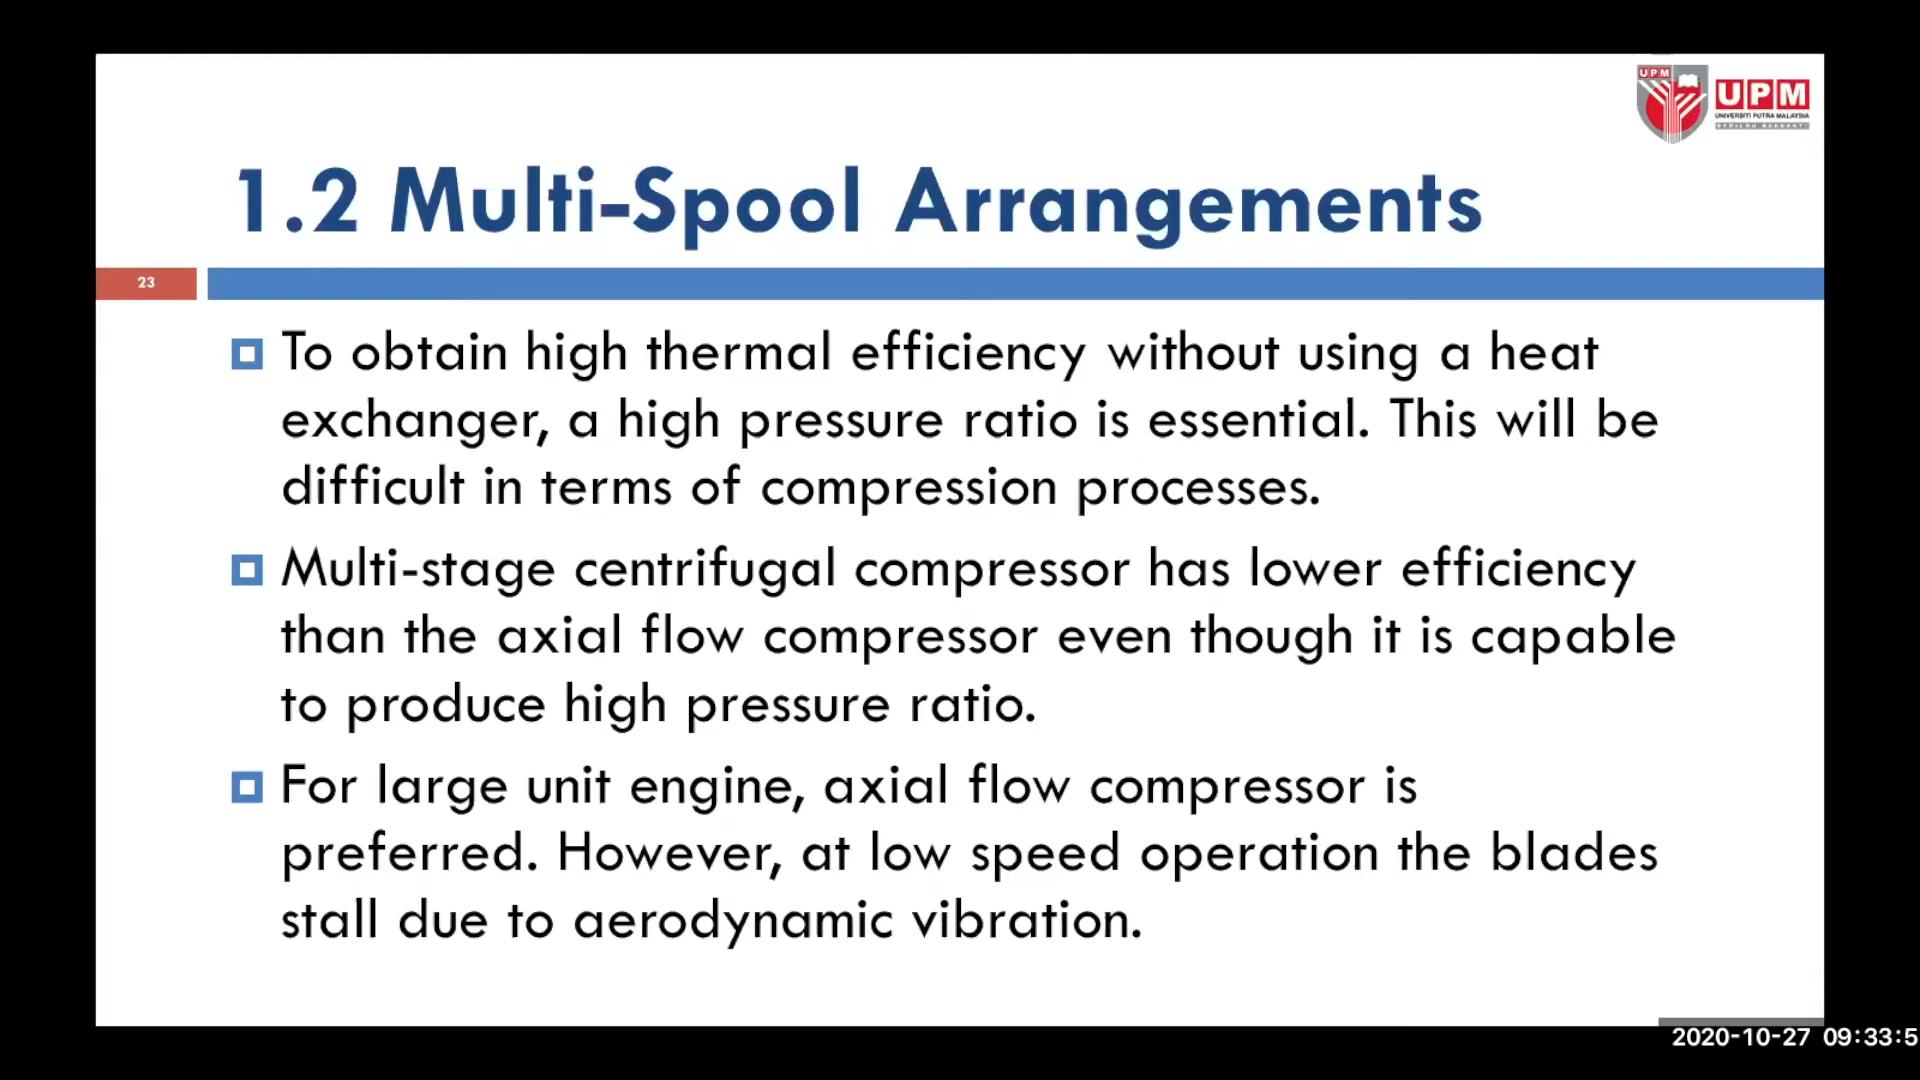 UPM
UPM
UNIVERSITI PUTRA MALAYSIA
1.2 Multi-Spool Arrangements
23
To obtain high thermal efficiency without using a heat
exchanger, a high pressure ratio is essential. This will be
difficult in terms of compression processes.
Multi-stage centrifugal compressor has lower efficiency
than the axial flow compressor even though it is capable
to produce high pressure ratio.
For large unit engine, axial flow compressor is
preferred. However, at low speed operation the blades
stall due to aerodynamic vibration.
2020-10-27 09:33:5